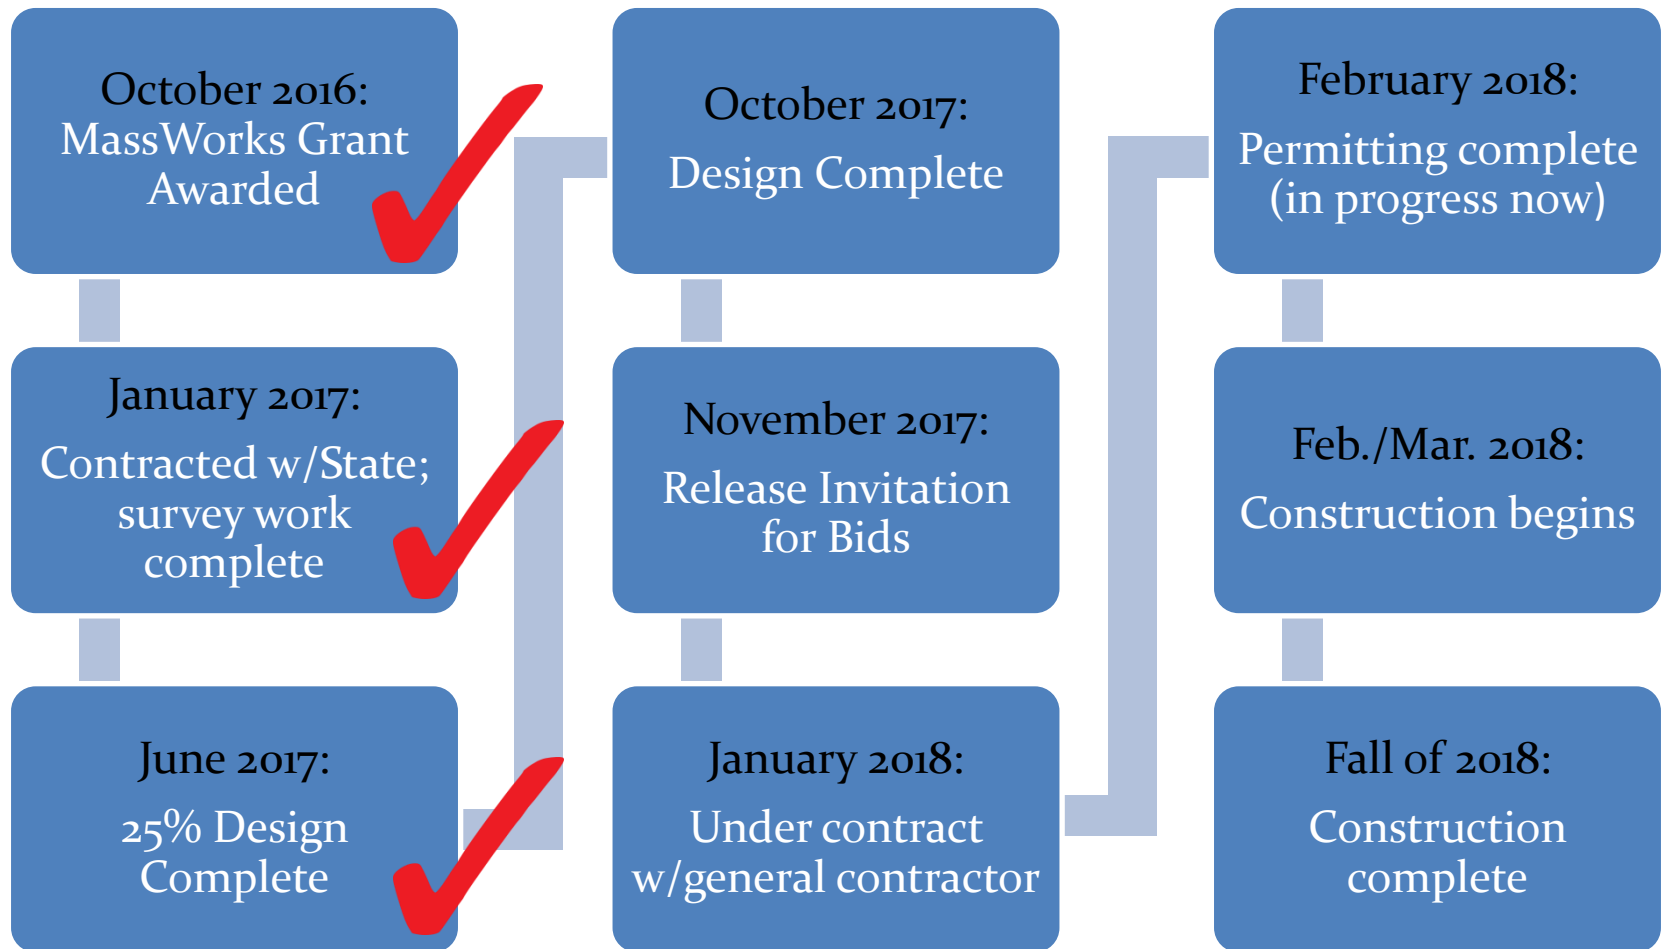 October 2016:
MassWorks Grant
Awarded
January 2017:
Contracted w/State;
survey work
complete
June 2017:
25% Design
Complete
October 2017:
Design Complete
November 2017:
Release Invitation
for Bids
January 2018:
Under contract
w/general contractor
February 2018:
Permitting complete
(in progress now)
Feb./Mar. 2018:
Construction begins
Fall of 2018:
Construction
complete